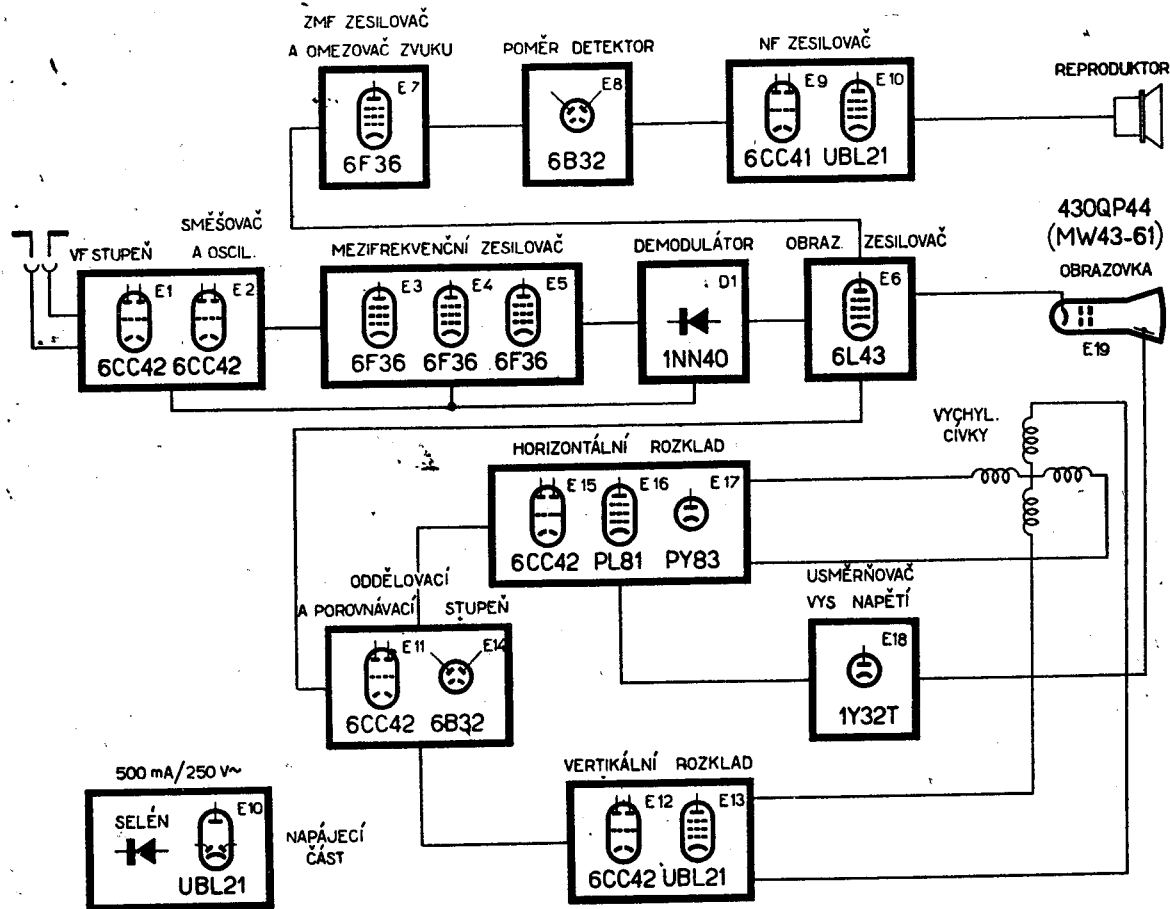 ZMF ZESILOVAČ
A OMEZOVAČ ZVUKU
E7
6F36
POMĚR DETEKTOR
E8
6B32
NF ZESILOVAČ
E9 E10
6CC41 UBL21
REPRODUKTOR
VF STUPEŇ
E1
6CC42
SMĚŠOVAČ
A OSCIL.
E2
6CC42
MEZIFREKVENČNÍ ZESILOVAČ
E3 E4 E5
6F36 6F36 6F36
DEMODULÁTOR
D1
1NN40
OBRAZ. ZESILOVAČ
E6
6L43
430QP44
(MW43-61)
OBRAZOVKA
E19
VYCHYL.
CÍVKY
HORIZONTÁLNÍ ROZKLAD
E15 E16 E17
6CC42 PL81 PY83
ODDĚLOVACÍ
A POROVNÁVACÍ STUPEŇ
E11 E14
6CC42 6B32
USMĚRŇOVAČ
VYS NAPĚTÍ
E18
1Y32T
VERTIKÁLNÍ ROZKLAD
E12 E13
6CC42 UBL21
500 mA/250 V~
SELÉN
E10
UBL21
NAPÁJECÍ
ČÁST